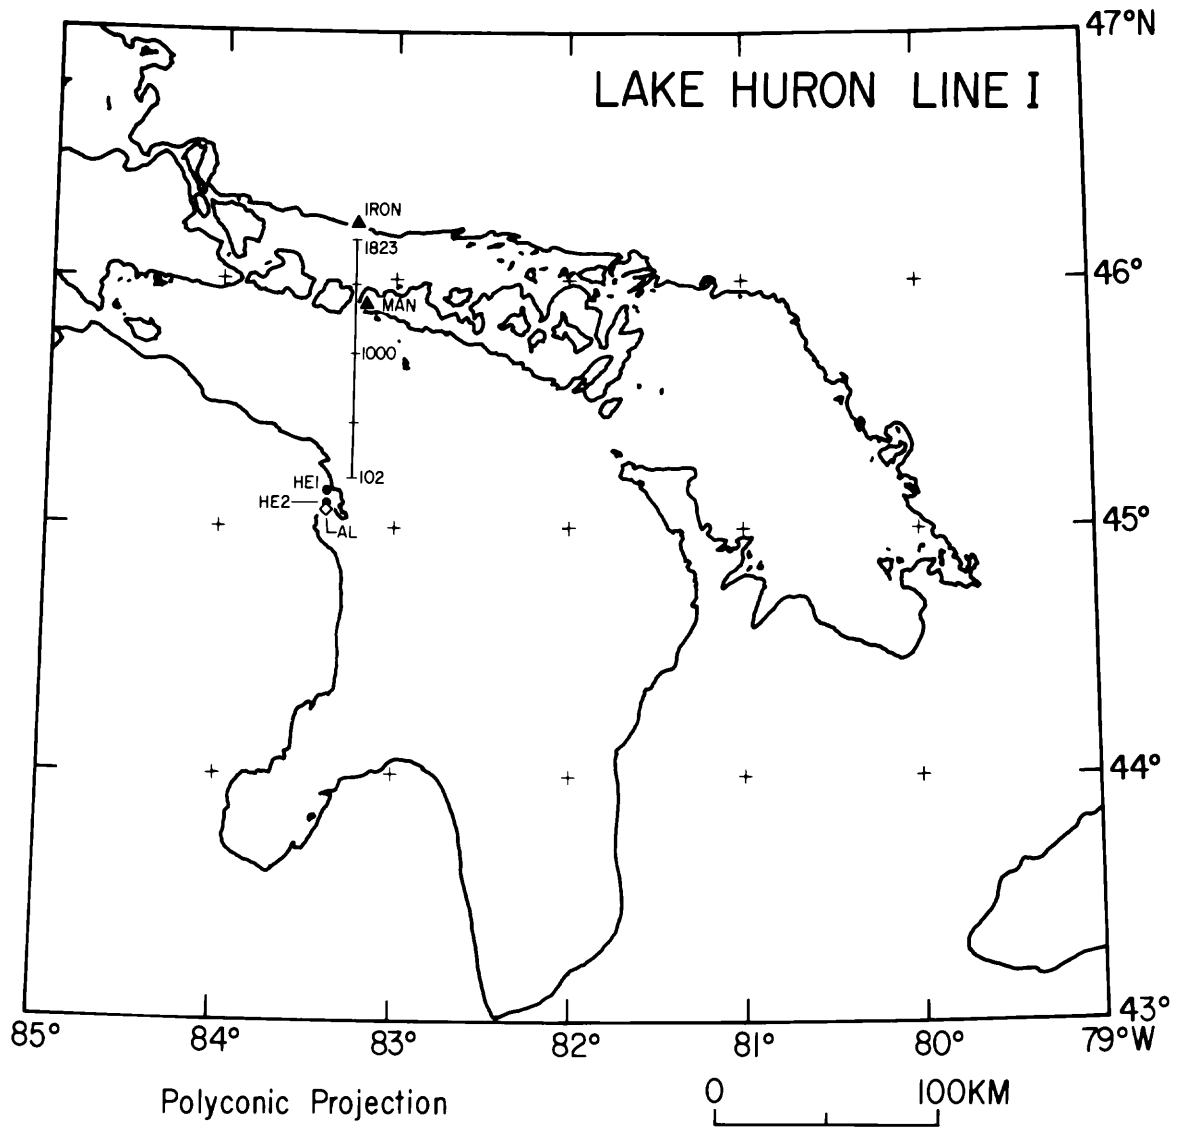 47°N
LAKE HURON LINE I
IRON
1823
46°
MAN
1000
102
HE1
HE2
AL
45°
44°
43°
85°
84°
83°
82°
81°
80°
79°W
Polyconic Projection
0
100KM